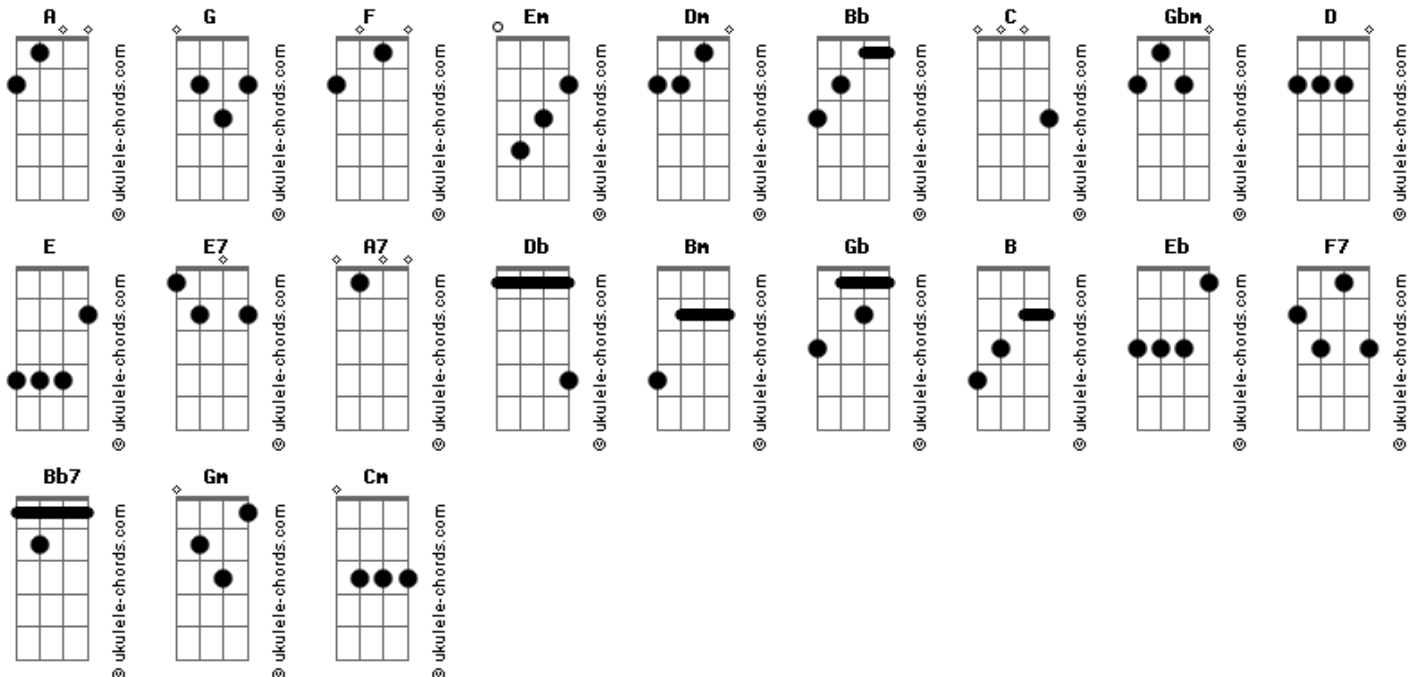 A G F Em Dm Bb C Gbm D
© ukulele-chords.com © ukulele-chords.com © ukulele-chords.com © ukulele-chords.com © ukulele-chords.com © ukulele-chords.com © ukulele-chords.com © ukulele-chords.com © ukulele-chords.com
E E7 A7 Db Bm Gb B Eb F7
© ukulele-chords.com © ukulele-chords.com © ukulele-chords.com © ukulele-chords.com © ukulele-chords.com © ukulele-chords.com © ukulele-chords.com © ukulele-chords.com © ukulele-chords.com
Bb7 Gm Cm
© ukulele-chords.com © ukulele-chords.com © ukulele-chords.com